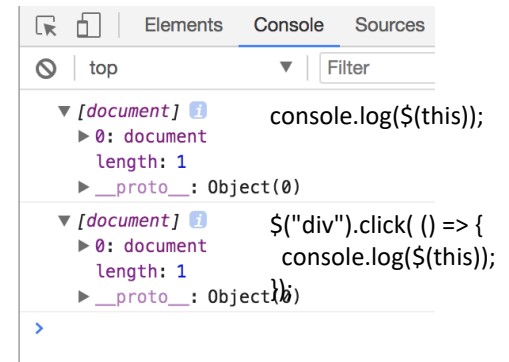 Elements Console Sources
top ▼ Filter
▼ [document] i console.log($(this));
▶ 0: document
length: 1
▶ __proto__: Object(0)
▼ [document] i $("div").click( () => {
▶ 0: document console.log($(this));
length: 1
▶ __proto__: Object(0) });
>